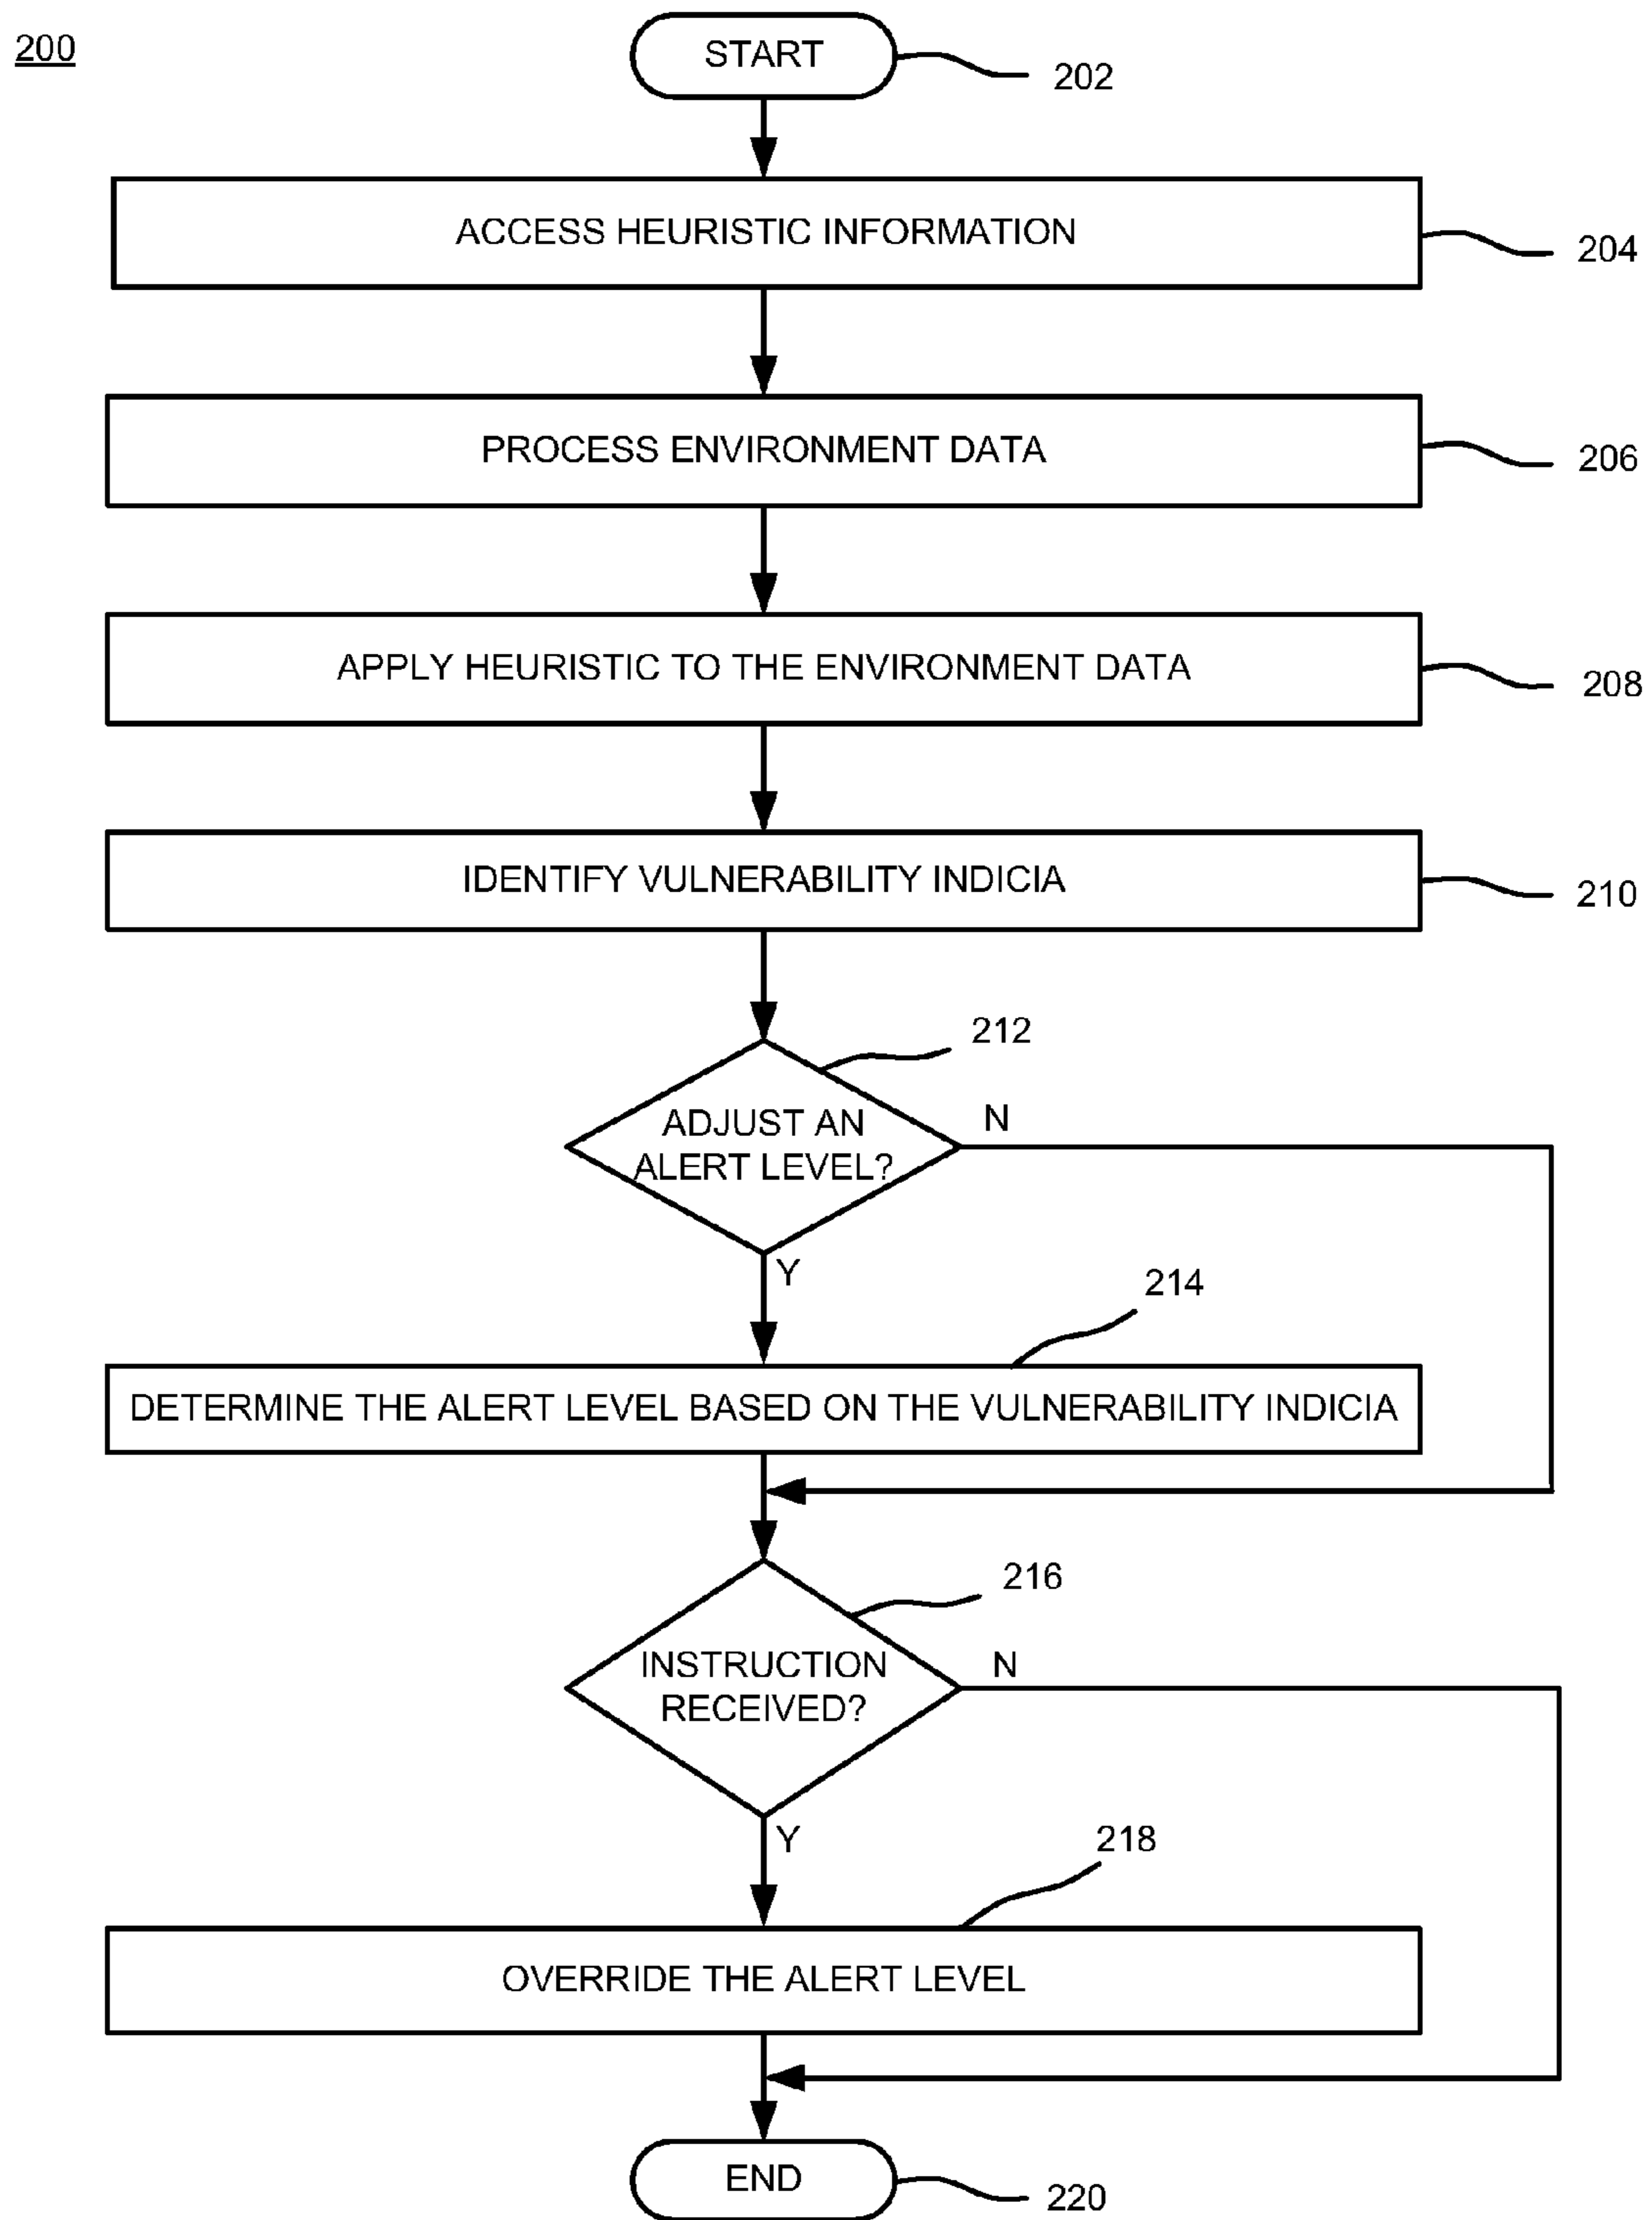 200
START
202
ACCESS HEURISTIC INFORMATION
204
PROCESS ENVIRONMENT DATA
206
APPLY HEURISTIC TO THE ENVIRONMENT DATA
208
IDENTIFY VULNERABILITY INDICIA
210
212
ADJUST AN
ALERT LEVEL?
N
Y
214
DETERMINE THE ALERT LEVEL BASED ON THE VULNERABILITY INDICIA
216
INSTRUCTION
RECEIVED?
N
Y
218
OVERRIDE THE ALERT LEVEL
END
220